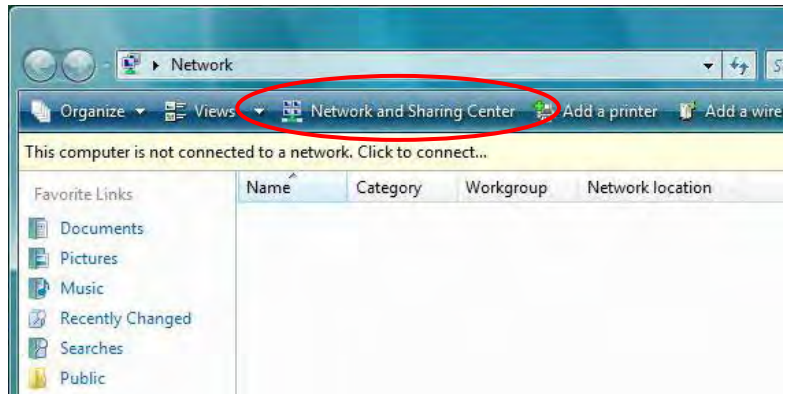 Network
S
Organize Views Network and Sharing Center Add a printer Add a wire
This computer is not connected to a network. Click to connect...
Favorite Links
Name Category Workgroup Network location
Documents
Pictures
Music
Recently Changed
Searches
Public